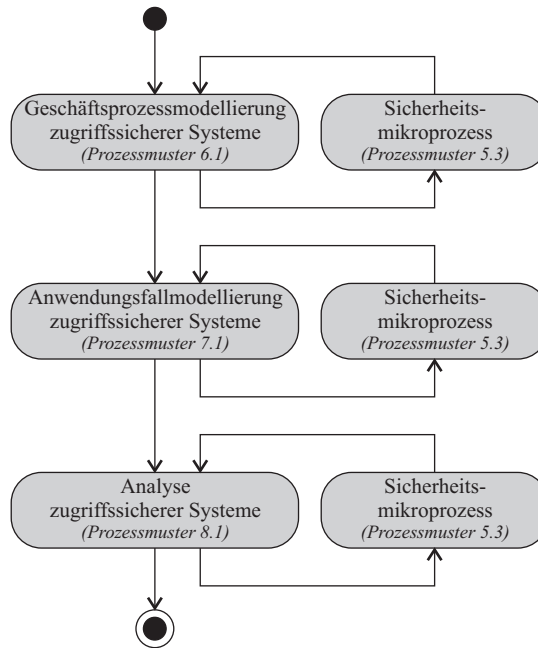 Geschäftsprozessmodellierung
zugriffssicherer Systeme
(Prozessmuster 6.1)
Sicherheits-
mikroprozess
(Prozessmuster 5.3)
Anwendungsfallmodellierung
zugriffssicherer Systeme
(Prozessmuster 7.1)
Sicherheits-
mikroprozess
(Prozessmuster 5.3)
Analyse
zugriffssicherer Systeme
(Prozessmuster 8.1)
Sicherheits-
mikroprozess
(Prozessmuster 5.3)